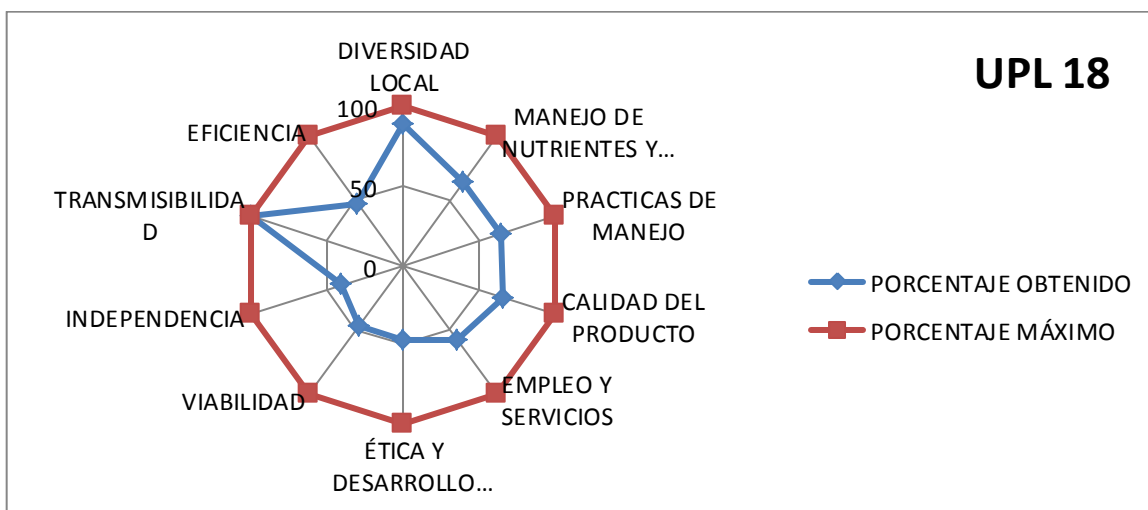 UPL 18
DIVERSIDAD
LOCAL
MANEJO DE
NUTRIENTES Y...
PRACTICAS DE
MANEJO
CALIDAD DEL
PRODUCTO
EMPLEO Y
SERVICIOS
ÉTICA Y
DESARROLLO...
VIABILIDAD
INDEPENDENCIA
TRANSMISIBILIDA
D
EFICIENCIA
100
50
0
PORCENTAJE OBTENIDO
PORCENTAJE MÁXIMO